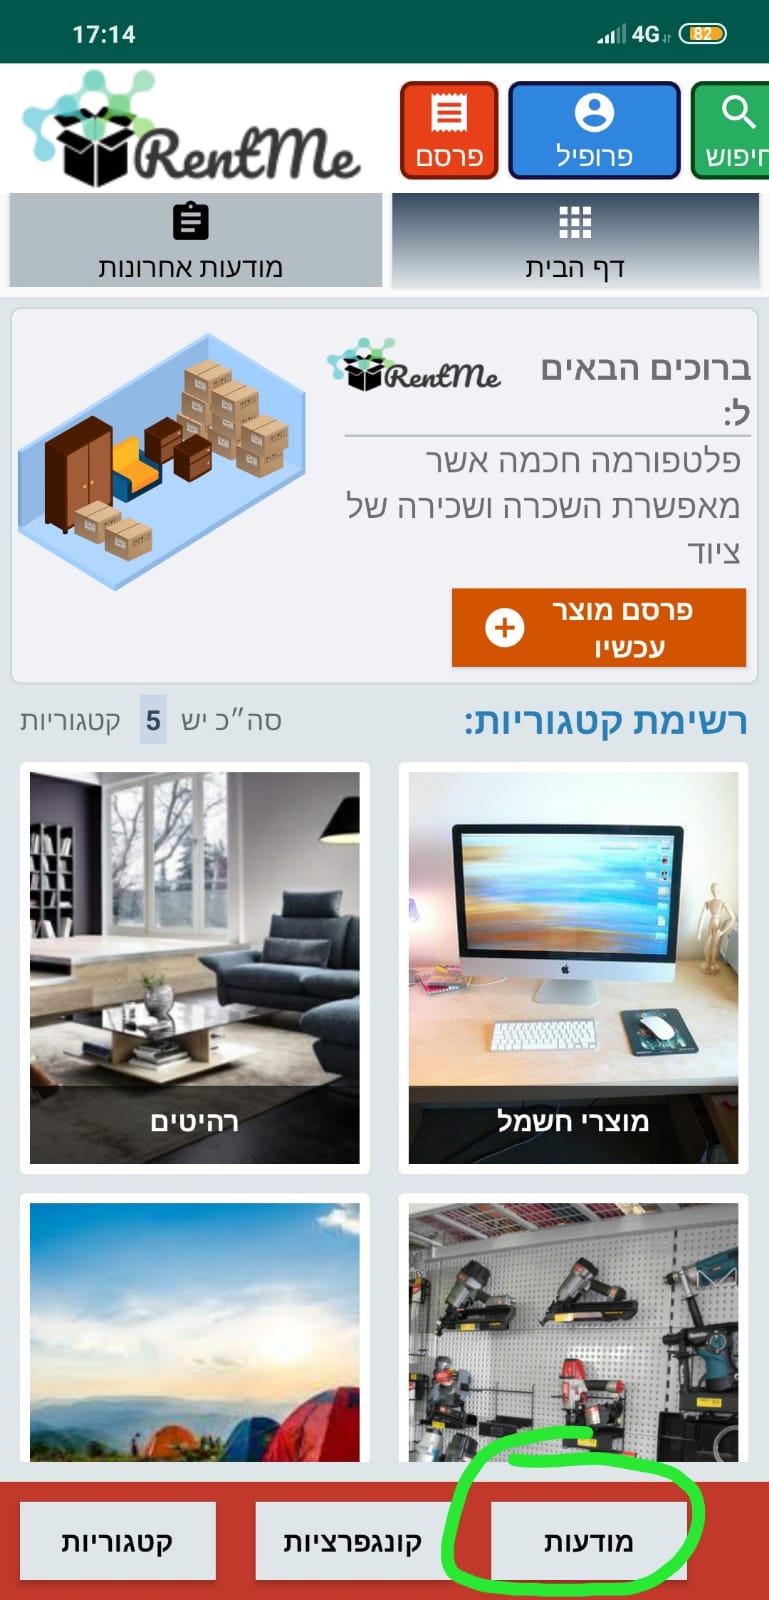 17:14
4G 82
RentMe
פרסם
פרופיל
חיפוש
מודעות אחרונות
דף הבית
ברוכים הבאים
RentMe
ל:
פלטפורמה חכמה אשר
מאפשרת השכרה ושכירה של
ציוד
פרסם מוצר
עכשיו
רשימת קטגוריות:
סה״כ יש 5 קטגוריות
מוצרי חשמל
רהיטים
מודעות
קונגפרציות
קטגוריות